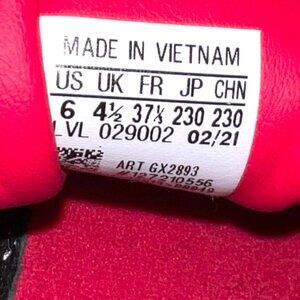 MADE IN VIETNAM
US UK FR JP CHN
6 4½ 37⅓ 230 230
LVL 029002 02/21
ART GX2893
#127210556